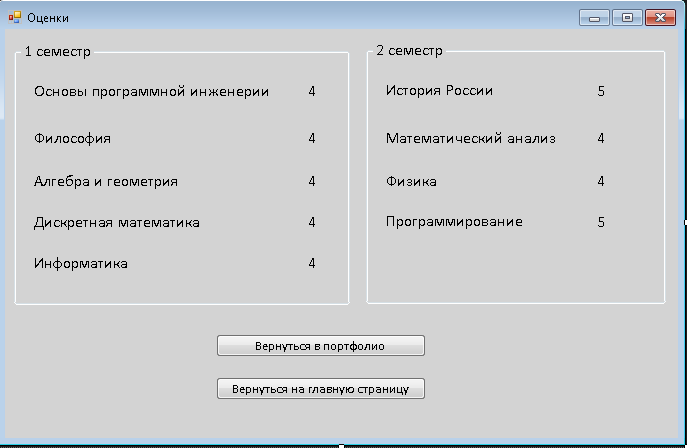 Оценки
1 семестр
Основы программной инженерии 4
Философия 4
Алгебра и геометрия 4
Дискретная математика 4
Информатика 4
2 семестр
История России 5
Математический анализ 4
Физика 4
Программирование 5
Вернуться в портфолио
Вернуться на главную страницу